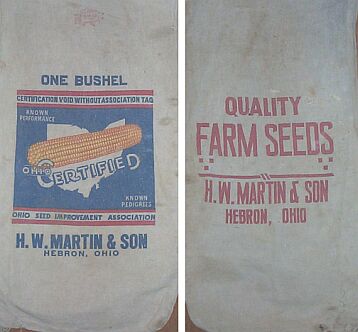 ONE BUSHEL
CERTIFICATION VOID WITHOUT ASSOCIATION TAG
KNOWN
PERFORMANCE
OHIO CERTIFIED
KNOWN
PEDIGREES
OHIO SEED IMPROVEMENT ASSOCIATION
H. W. MARTIN & SON
HEBRON, OHIO
QUALITY
FARM SEEDS
H. W. MARTIN & SON
HEBRON, OHIO